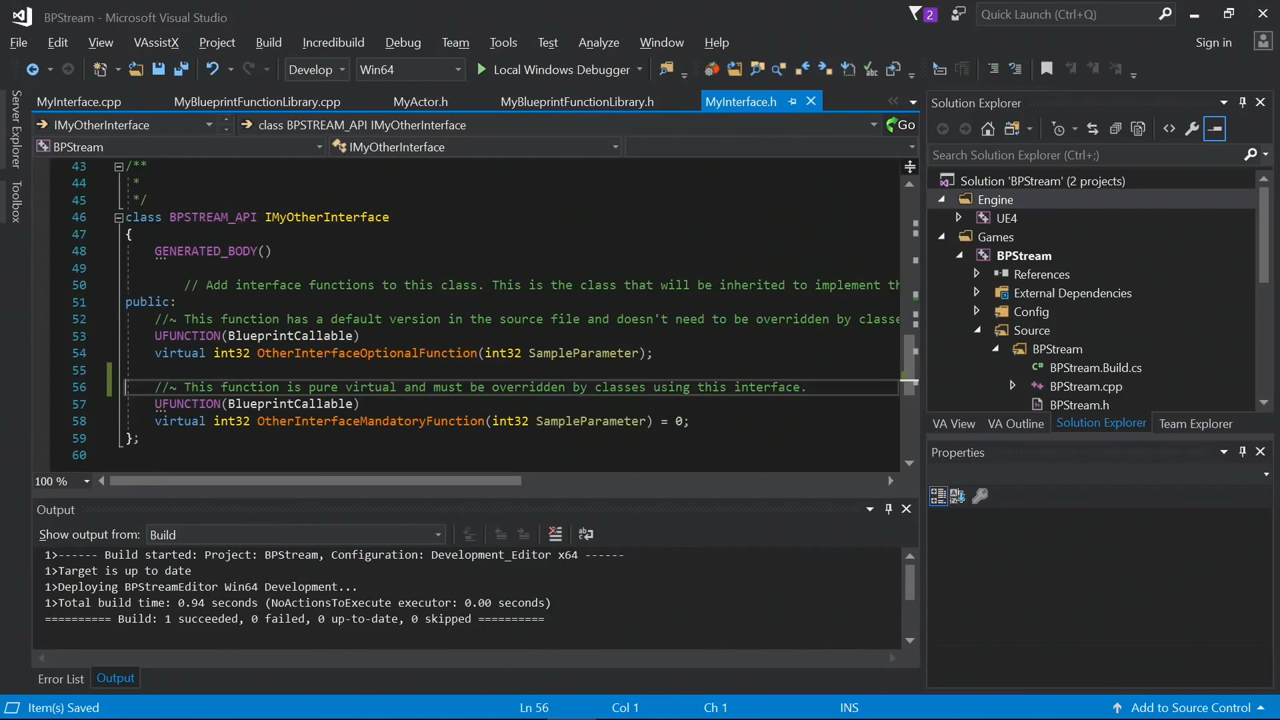 BPStream - Microsoft Visual Studio
2
Quick Launch (Ctrl+Q)
File Edit View VAssistX Project Build Incredibuild Debug Team Tools Test Analyze Window Help
Sign in
Develop Win64 Local Windows Debugger
Server Explorer
Toolbox
MyInterface.cpp MyBlueprintFunctionLibrary.cpp MyActor.h MyBlueprintFunctionLibrary.h MyInterface.h
IMyOtherInterface class BPSTREAM_API IMyOtherInterface Go
BPStream IMyOtherInterface
43 /**
44 *
45 */
46 class BPSTREAM_API IMyOtherInterface
47 {
48 GENERATED_BODY()
49
50 // Add interface functions to this class. This is the class that will be inherited to implement th
51 public:
52 //~ This function has a default version in the source file and doesn't need to be overridden by classe
53 UFUNCTION(BlueprintCallable)
54 virtual int32 OtherInterfaceOptionalFunction(int32 SampleParameter);
55
56 //~ This function is pure virtual and must be overridden by classes using this interface.
57 UFUNCTION(BlueprintCallable)
58 virtual int32 OtherInterfaceMandatoryFunction(int32 SampleParameter) = 0;
59 };
60
100 %
Output
Show output from: Build
1>------ Build started: Project: BPStream, Configuration: Development_Editor x64 ------
1>Target is up to date
1>Deploying BPStreamEditor Win64 Development...
1>Total build time: 0.94 seconds (NoActionsToExecute executor: 0.00 seconds)
========== Build: 1 succeeded, 0 failed, 0 up-to-date, 0 skipped ==========
Error List Output
Solution Explorer
Search Solution Explorer (Ctrl+;)
Solution 'BPStream' (2 projects)
Engine
UE4
Games
BPStream
References
External Dependencies
Config
Source
BPStream
BPStream.Build.cs
BPStream.cpp
BPStream.h
VA View VA Outline Solution Explorer Team Explorer
Properties
Item(s) Saved Ln 56 Col 1 Ch 1 INS Add to Source Control